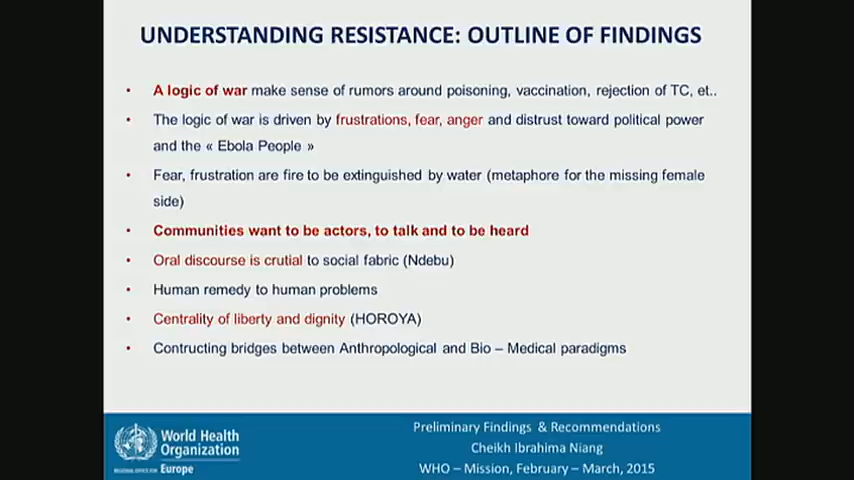 UNDERSTANDING RESISTANCE: OUTLINE OF FINDINGS
• A logic of war make sense of rumors around poisoning, vaccination, rejection of TC, et..
• The logic of war is driven by frustrations, fear, anger and distrust toward political power
and the « Ebola People »
• Fear, frustration are fire to be extinguished by water (metaphore for the missing female
side)
• Communities want to be actors, to talk and to be heard
• Oral discourse is crutial to social fabric (Ndebu)
• Human remedy to human problems
• Centrality of liberty and dignity (HOROYA)
• Contructing bridges between Anthropological and Bio – Medical paradigms
World Health
Organization
REGIONAL OFFICE FOR Europe
Preliminary Findings & Recommendations
Cheikh Ibrahima Niang
WHO – Mission, February – March, 2015